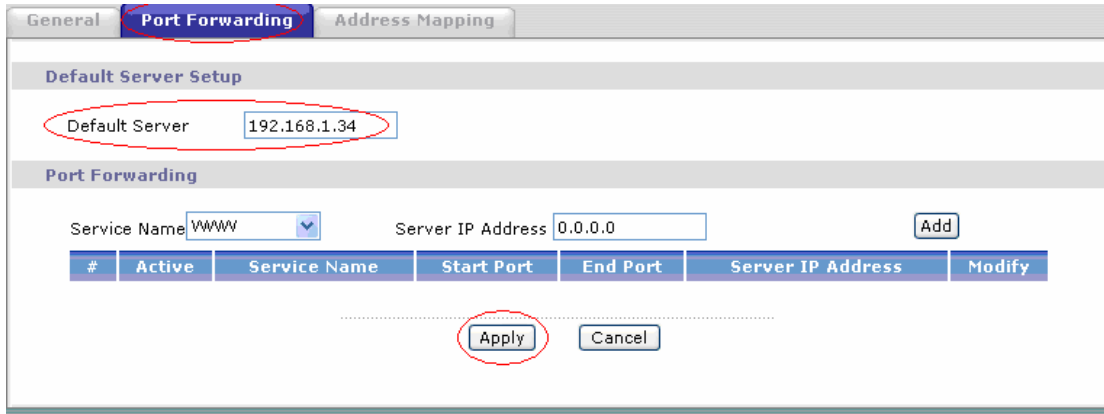 General Port Forwarding Address Mapping
Default Server Setup
Default Server 192.168.1.34
Port Forwarding
Service Name WWW Server IP Address 0.0.0.0 Add
# Active Service Name Start Port End Port Server IP Address Modify
Apply Cancel